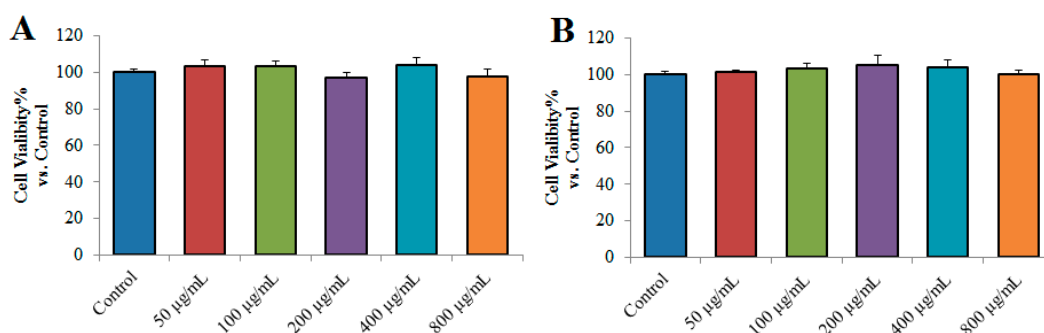 A
Cell Vialibity%
vs. Control
120
100
80
60
40
20
0
Control
50 µg/mL
100 µg/mL
200 µg/mL
400 µg/mL
800 µg/mL
B
Cell Vialibity%
vs. Control
120
100
80
60
40
20
0
Control
50 µg/mL
100 µg/mL
200 µg/mL
400 µg/mL
800 µg/mL